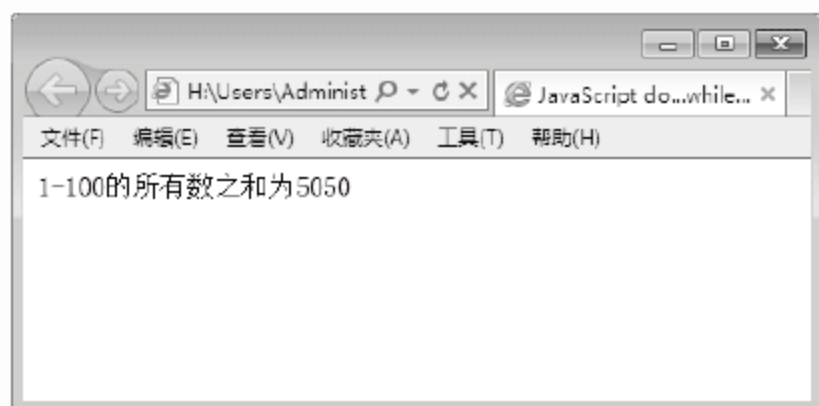 H:\Users\Administ
JavaScript do...while...
文件(F) 编辑(E) 查看(V) 收藏夹(A) 工具(T) 帮助(H)
1-100的所有数之和为5050